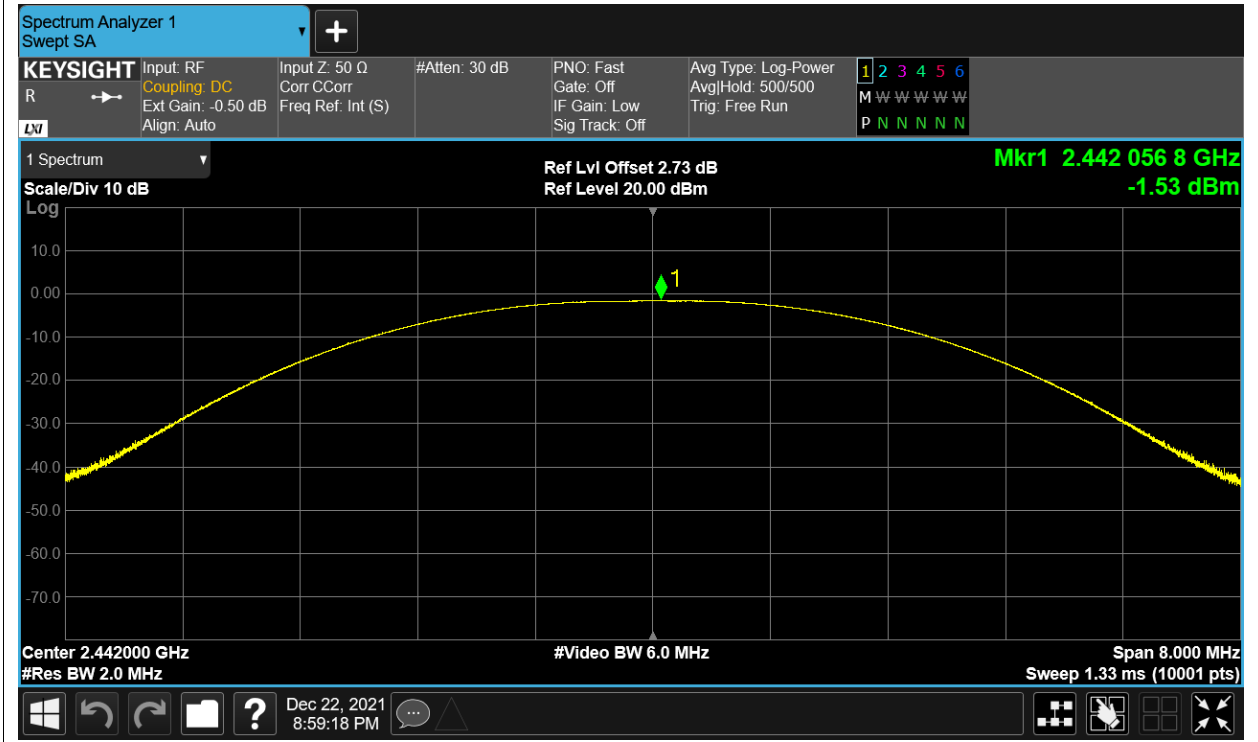 Spectrum Analyzer 1
Swept SA
KEYSIGHT
R
LXI
Input: RF
Coupling: DC
Ext Gain: -0.50 dB
Align: Auto
Input Z: 50 Ω
Corr CCorr
Freq Ref: Int (S)
#Atten: 30 dB
PNO: Fast
Gate: Off
IF Gain: Low
Sig Track: Off
Avg Type: Log-Power
Avg|Hold: 500/500
Trig: Free Run
1 2 3 4 5 6
M W W W W W
P N N N N N
1 Spectrum
Scale/Div 10 dB
Log
Ref Lvl Offset 2.73 dB
Ref Level 20.00 dBm
Mkr1 2.442 056 8 GHz
-1.53 dBm
10.0
0.00
-10.0
-20.0
-30.0
-40.0
-50.0
-60.0
-70.0
1
Center 2.442000 GHz
#Res BW 2.0 MHz
#Video BW 6.0 MHz
Span 8.000 MHz
Sweep 1.33 ms (10001 pts)
?
Dec 22, 2021
8:59:18 PM